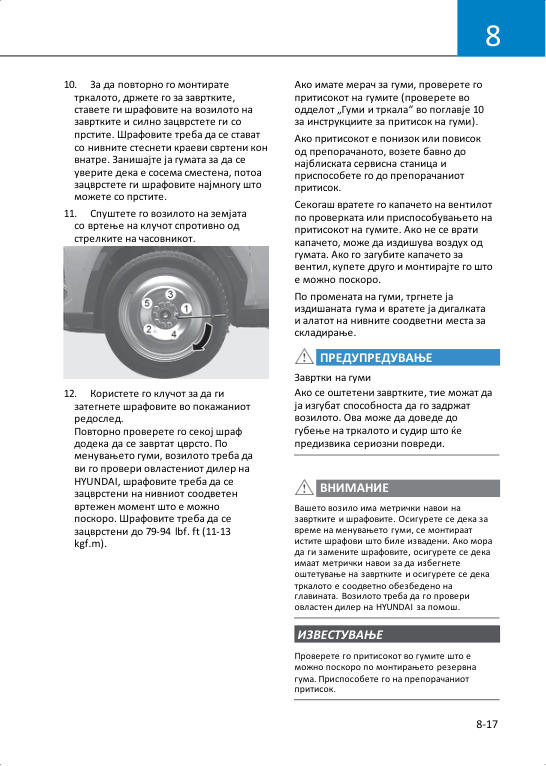 8
10. За да повторно го монтирате
тркалото, држете го за завртките,
ставете ги шрафовите на возилото на
завртките и силно зацврстете ги со
прстите. Шрафовите треба да се стават
со нивните стеснети краеви свртени кон
внатре. Занишајте ја гумата за да се
уверите дека е сосема сместена, потоа
зацврстете ги шрафовите најмногу што
можете со прстите.
11. Спуштете го возилото на земјата
со вртење на клучот спротивно од
стрелките на часовникот.
3
5
1
2
4
12. Користете го клучот за да ги
затегнете шрафовите во покажаниот
редослед.
Повторно проверете го секој шраф
додека да се завртат цврсто. По
менувањето гуми, возилото треба да
ви го провери овластениот дилер на
HYUNDAI, шрафовите треба да се
зацврстени на нивниот соодветен
вртежен момент што е можно
поскоро. Шрафовите треба да се
зацврстени до 79-94 lbf. ft (11-13
kgf.m).
Ако имате мерач за гуми, проверете го
притисокот на гумите (проверете во
одделот „Гуми и тркала“ во поглавје 10
за инструкциите за притисок на гуми).
Ако притисокот е понизок или повисок
од препорачаното, возете бавно до
најблиската сервисна станица и
приспособете го до препорачаниот
притисок.
Секогаш вратете го капачето на вентилот
по проверката или приспособувањето на
притисокот на гумите. Ако не се врати
капачето, може да издишува воздух од
гумата. Ако го загубите капачето за
вентил, купете друго и монтирајте го што
е можно поскоро.
По промената на гуми, тргнете ја
издишаната гума и вратете ја дигалката
и алатот на нивните соодветни места за
складирање.
ПРЕДУПРЕДУВАЊЕ
Завртки на гуми
Ако се оштетени завртките, тие можат да
ја изгубат способноста да го задржат
возилото. Ова може да доведе до
губење на тркалото и судир што ќе
предизвика сериозни повреди.
ВНИМАНИЕ
Вашето возило има метрички навои на
завртките и шрафовите. Осигурете се дека за
време на менувањето гуми, се монтираат
истите шрафови што биле извадени. Ако мора
да ги замените шрафовите, осигурете се дека
имаат метрички навои за да избегнете
оштетување на завртките и осигурете се дека
тркалото е соодветно обезбедено на
главината. Возилото треба да го провери
овластен дилер на HYUNDAI за помош.
ИЗВЕСТУВАЊЕ
Проверете го притисокот во гумите што е
можно поскоро по монтирањето резервна
гума. Приспособете го на препорачаниот
притисок.
8-17